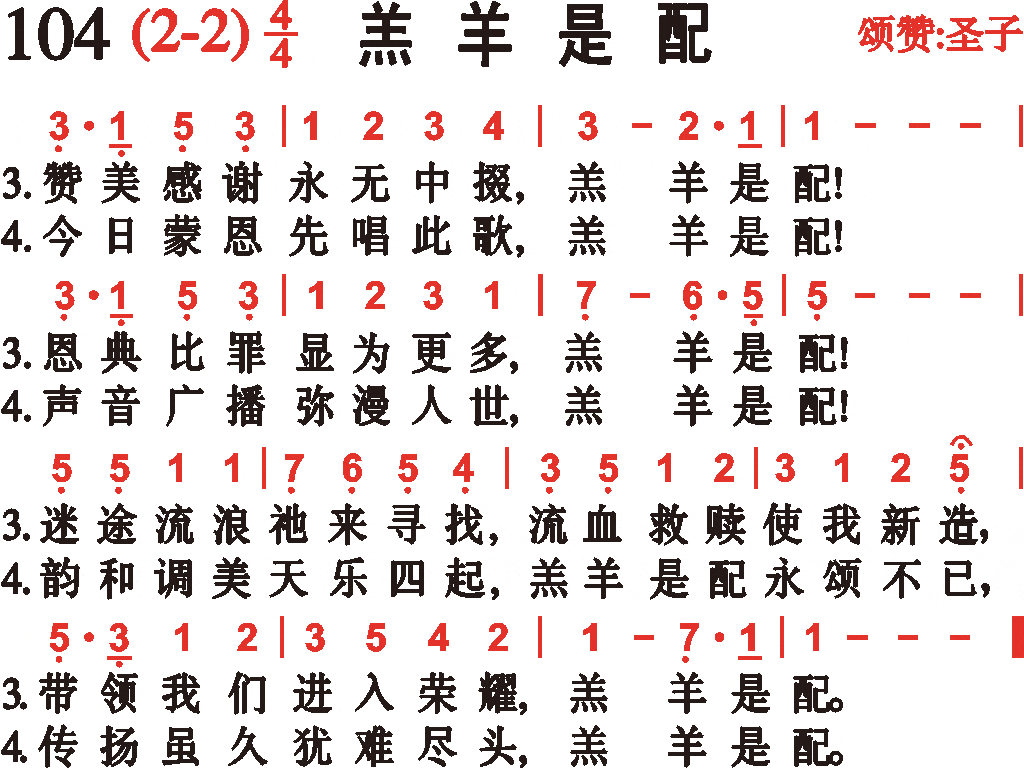 104 (2-2) 4/4 羔羊是配 颂赞:圣子
3· 1 5 3 | 1 2 3 4 | 3 － 2· 1 | 1 － － － |
3.赞美感谢永无中掇, 羔 羊是配!
4.今日蒙恩先唱此歌, 羔 羊是配!
3· 1 5 3 | 1 2 3 1 | 7 － 6· 5 | 5 － － － |
3.恩典比罪显为更多, 羔 羊是配!
4.声音广播弥漫人世, 羔 羊是配!
5 5 1 1 | 7 6 5 4 | 3 5 1 2 | 3 1 2 5 |
3.迷途流浪祂来寻找, 流血救赎使我新造,
4.韵和调美天乐四起, 羔羊是配永颂不已,
5· 3 1 2 | 3 5 4 2 | 1 － 7· 1 | 1 － － －
3.带领我们进入荣耀, 羔 羊是配。
4.传扬虽久犹难尽头, 羔 羊是配。